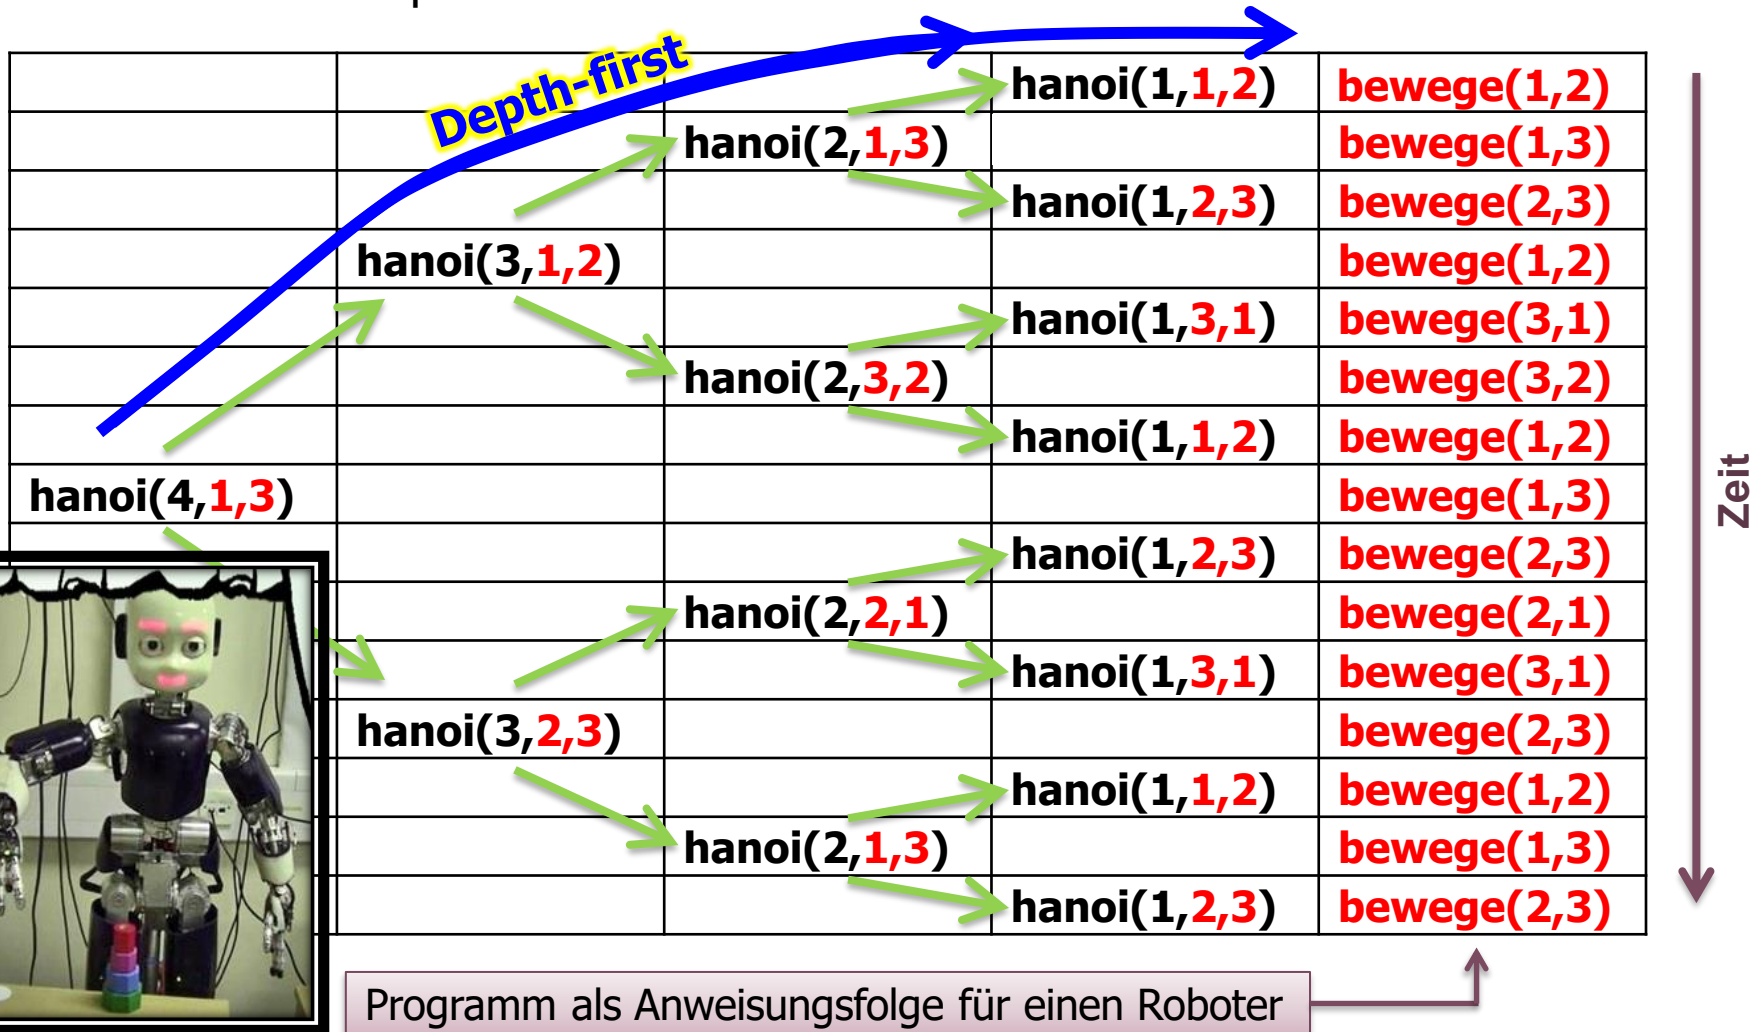 Depth-first
hanoi(1,1,2) bewege(1,2)
hanoi(2,1,3) bewege(1,3)
hanoi(1,2,3) bewege(2,3)
hanoi(3,1,2) bewege(1,2)
hanoi(1,3,1) bewege(3,1)
hanoi(2,3,2) bewege(3,2)
hanoi(1,1,2) bewege(1,2)
hanoi(4,1,3) bewege(1,3)
hanoi(1,2,3) bewege(2,3)
hanoi(2,2,1) bewege(2,1)
hanoi(1,3,1) bewege(3,1)
hanoi(3,2,3) bewege(2,3)
hanoi(1,1,2) bewege(1,2)
hanoi(2,1,3) bewege(1,3)
hanoi(1,2,3) bewege(2,3)
Zeit
Programm als Anweisungsfolge für einen Roboter